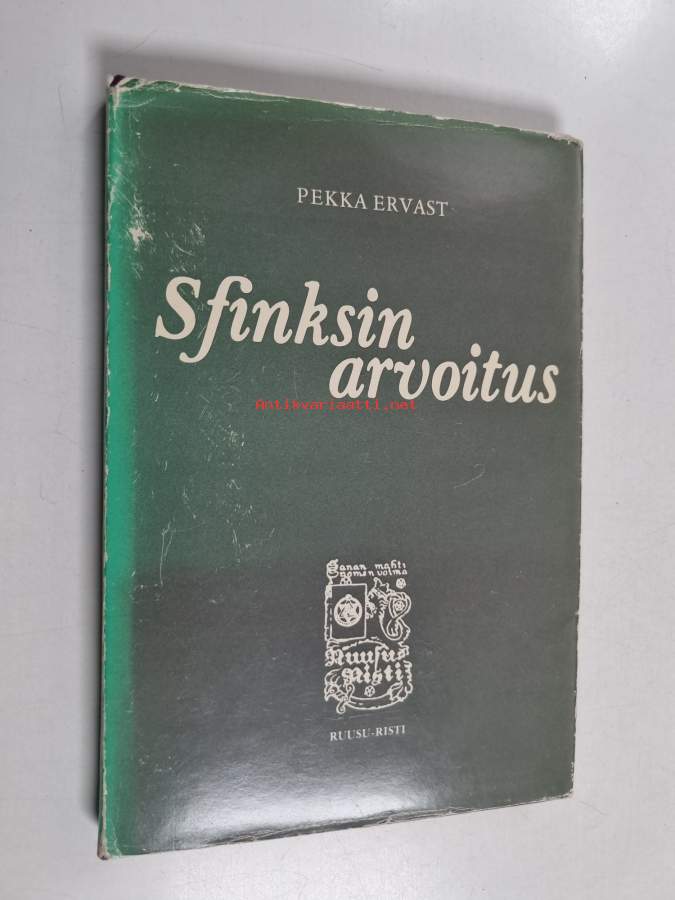 PEKKA ERVAST
Sfinksin
arvoitus
Antikvariaatti.net
Sanan mahti
Suomen voima
Ruusu
Risti
RUUSU-RISTI